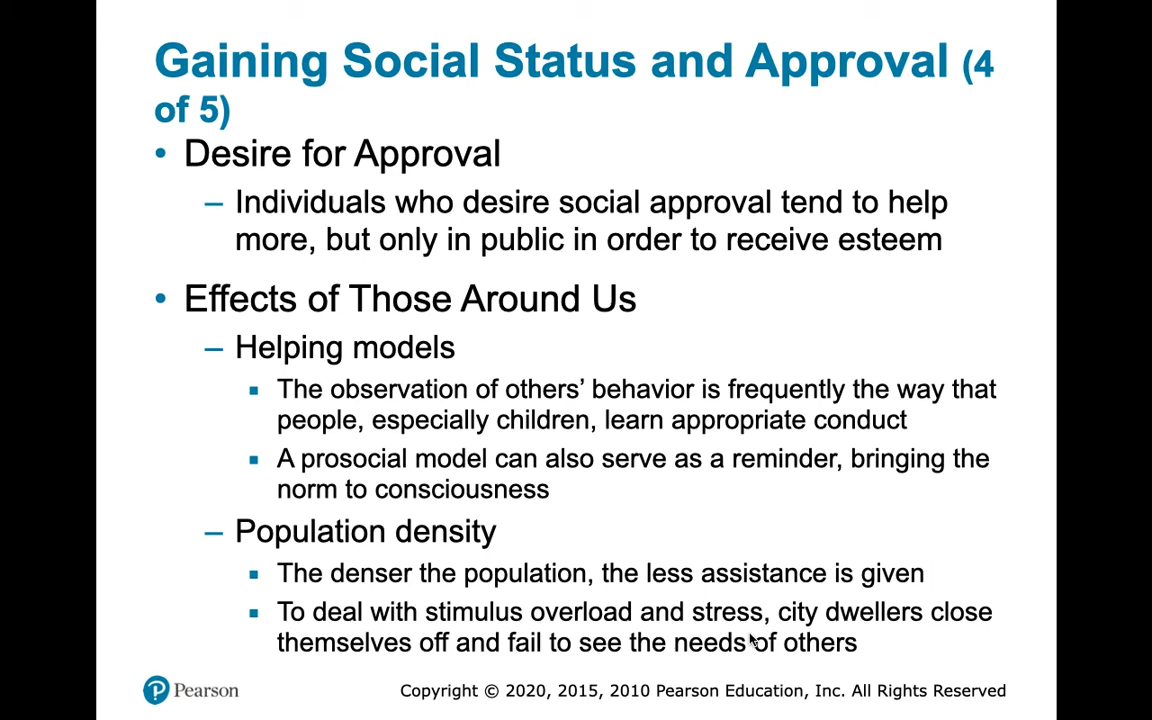 Gaining Social Status and Approval (4
of 5)
• Desire for Approval
– Individuals who desire social approval tend to help
more, but only in public in order to receive esteem
• Effects of Those Around Us
– Helping models
▪ The observation of others’ behavior is frequently the way that
people, especially children, learn appropriate conduct
▪ A prosocial model can also serve as a reminder, bringing the
norm to consciousness
– Population density
▪ The denser the population, the less assistance is given
▪ To deal with stimulus overload and stress, city dwellers close
themselves off and fail to see the needs of others
Pearson
Copyright © 2020, 2015, 2010 Pearson Education, Inc. All Rights Reserved